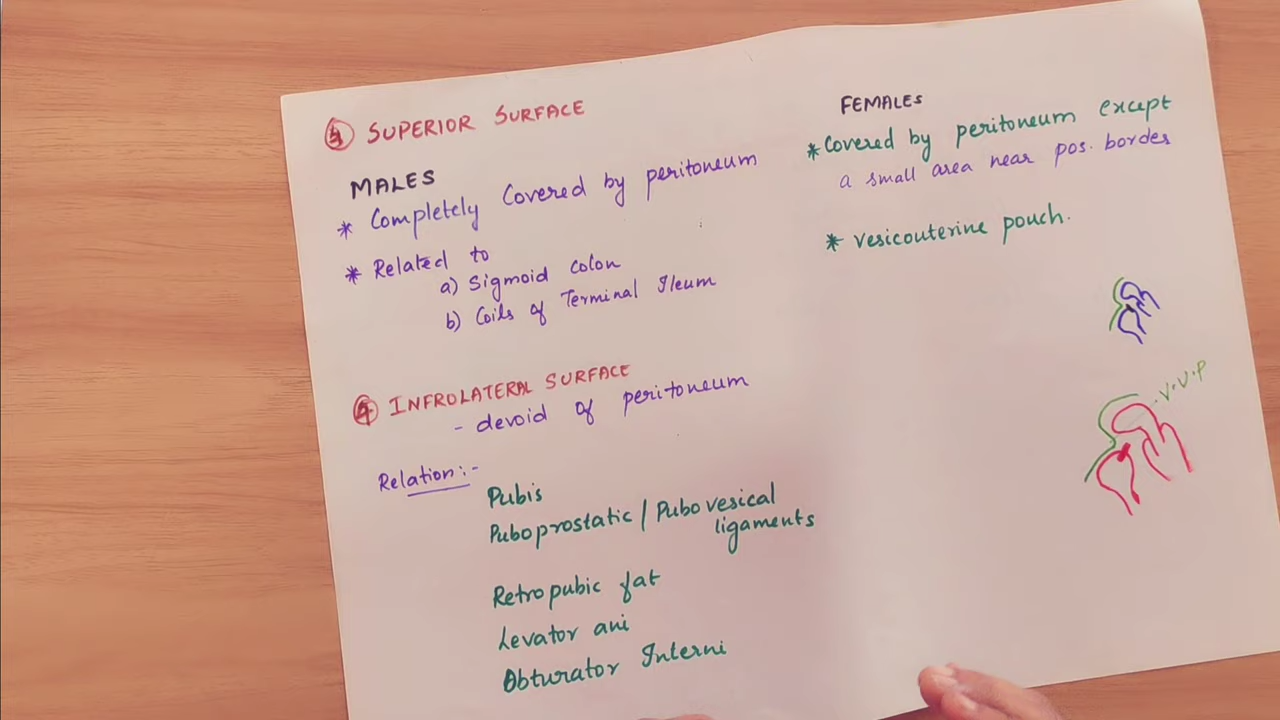 3 SUPERIOR SURFACE
MALES
* Completely Covered by peritoneum
* Related to
a) Sigmoid colon
b) Coils of Terminal Ileum
FEMALES
* Covered by peritoneum except
a small area near pos. border
* vesicouterine pouch.
V.U.P
4 INFROLATERAL SURFACE
- devoid of peritoneum
Relation:-
Pubis
Puboprostatic / Pubovesical
ligaments
Retropubic fat
Levator ani
Obturator Interni